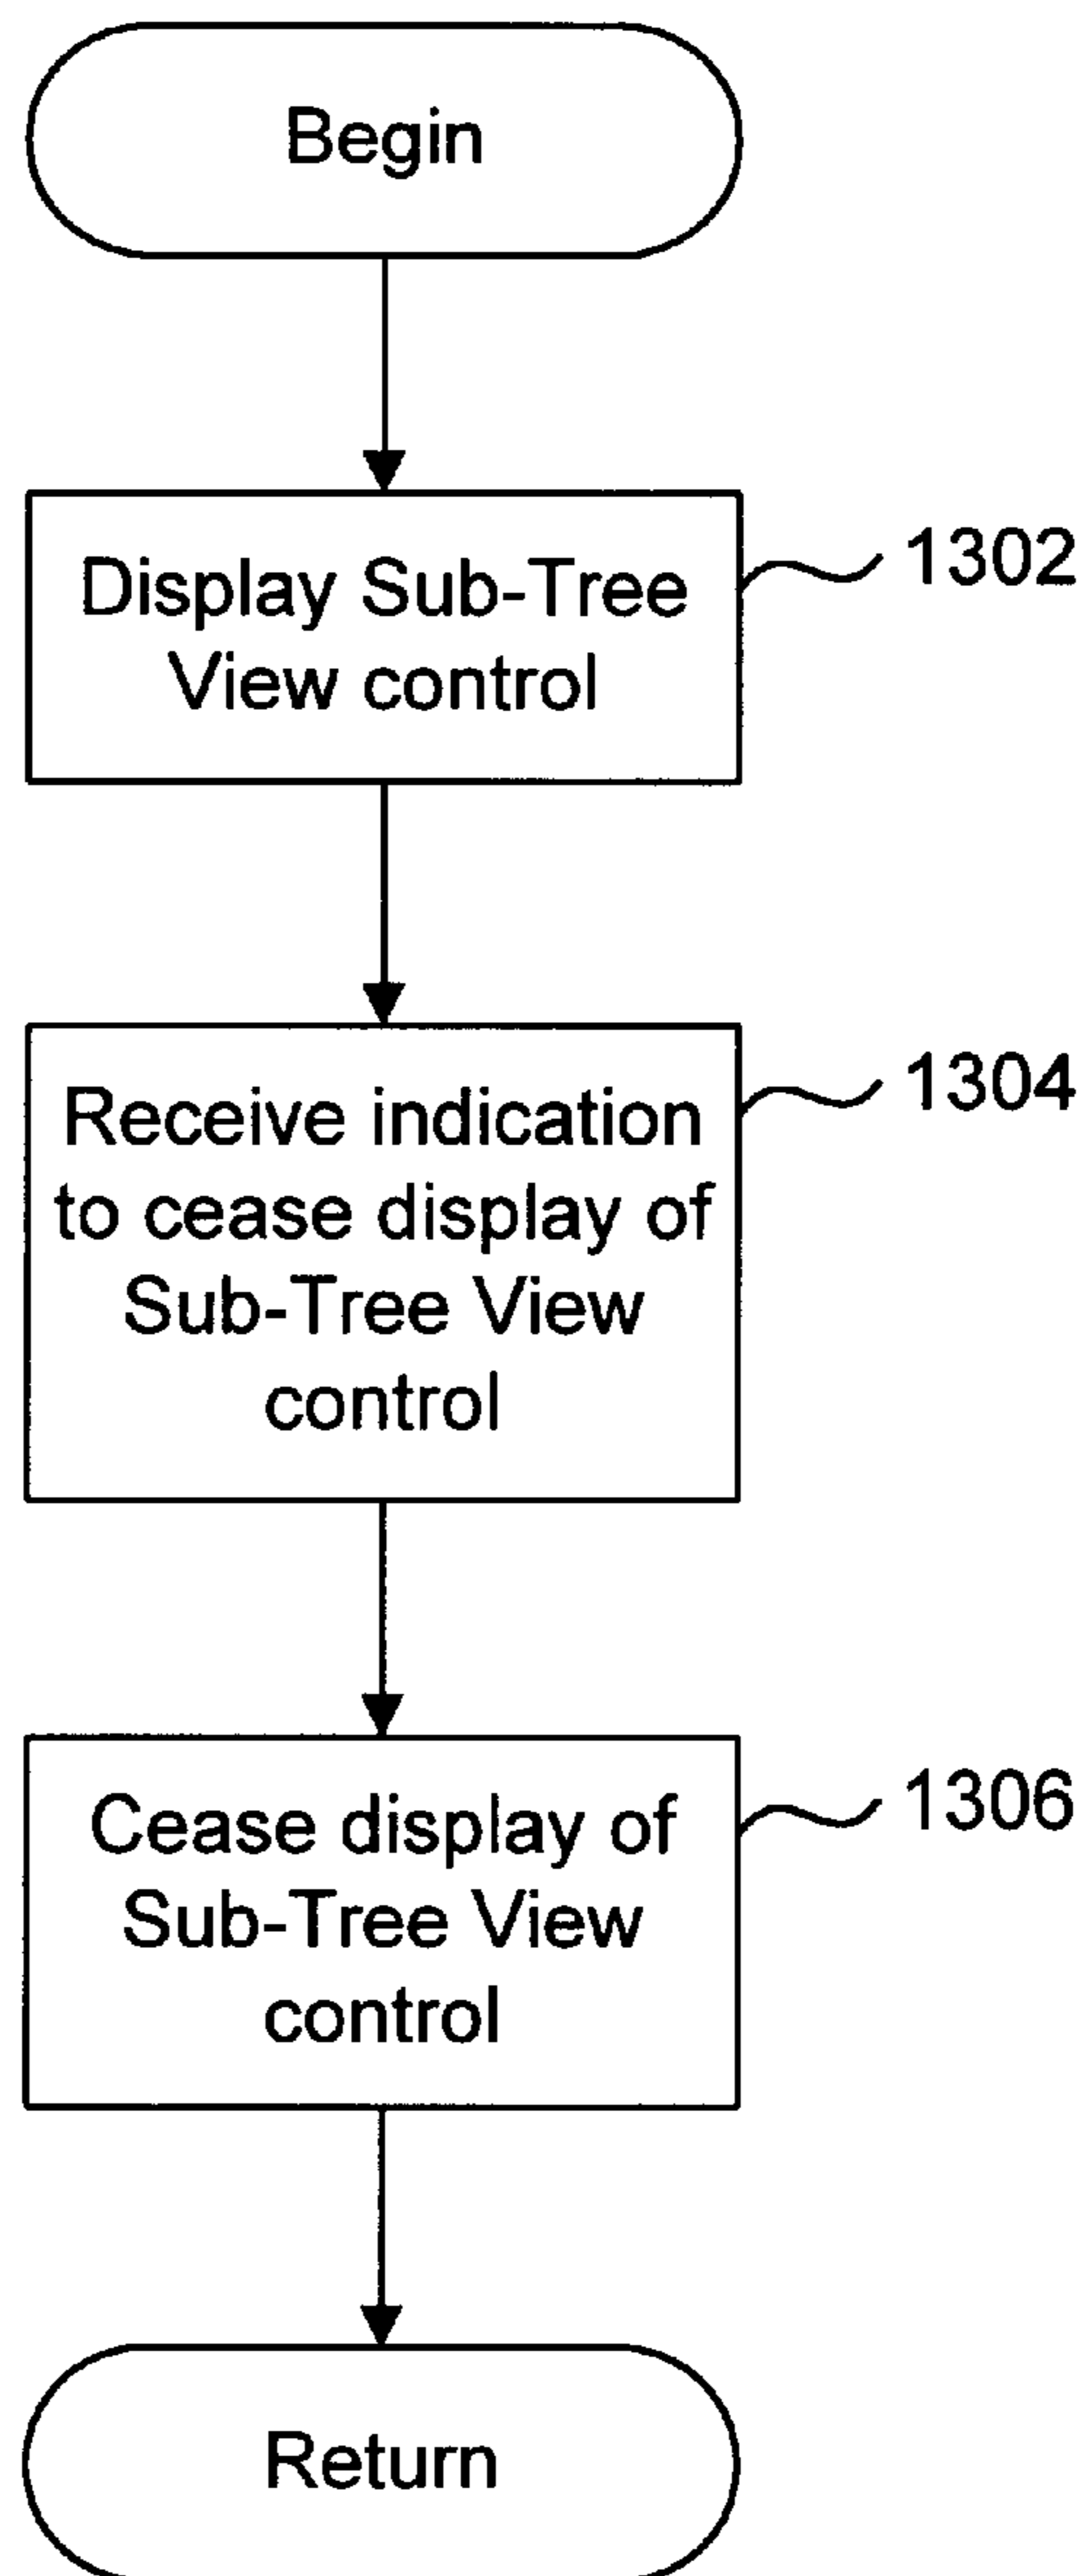 Begin
Display Sub-Tree
View control
1302
Receive indication
to cease display of
Sub-Tree View
control
1304
Cease display of
Sub-Tree View
control
1306
Return